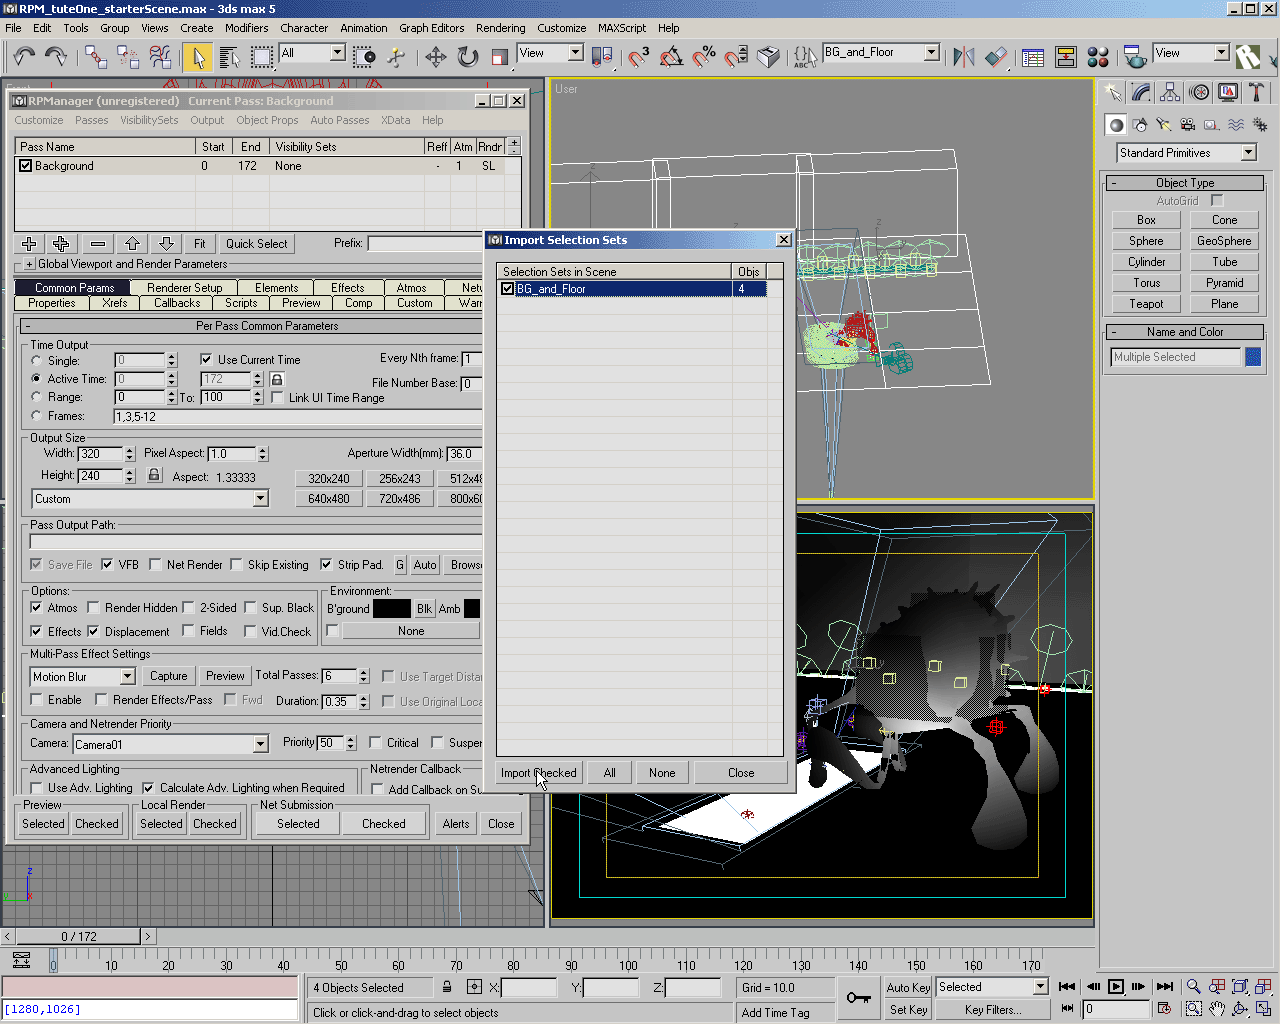 RPM_tuteOne_starterScene.max - 3ds max 5
File Edit Tools Group Views Create Modifiers Character Animation Graph Editors Rendering Customize MAXScript Help
All View 3 % ABC BG_and_Floor View
RPManager (unregistered) Current Pass: Background
Customize Passes VisibilitySets Output Object Props Auto Passes XData Help
Pass Name Start End Visibility Sets Reff Atm Rndr
Background 0 172 None - 1 SL
Fit Quick Select Prefix:
Global Viewport and Render Parameters
Common Params Renderer Setup Elements Effects Atmos
Properties Xrefs Callbacks Scripts Preview Comp Custom
Per Pass Common Parameters
Time Output
Single: 0 Use Current Time Every Nth frame: 1
Active Time: 0 172 File Number Base: 0
Range: 0 To: 100 Link UI Time Range
Frames: 1,3,5-12
Output Size
Width: 320 Pixel Aspect: 1.0 Aperture Width(mm): 36.0
Height: 240 Aspect: 1.33333 320x240 256x243 512x48
Custom 640x480 720x486 800x60
Pass Output Path:
Save File VFB Net Render Skip Existing Strip Pad. G Auto Brows
Options: Environment:
Atmos Render Hidden 2-Sided Sup. Black B'ground Blk Amb
Effects Displacement Fields Vid.Check None
Multi-Pass Effect Settings
Motion Blur Capture Preview Total Passes: 6 Use Target Distar
Enable Render Effects/Pass Fwd Duration: 0.35 Use Original Loca
Camera and Netrender Priority
Camera: Camera01 Priority 50 Critical Susper
Advanced Lighting Netrender Callback
Use Adv. Lighting Calculate Adv. Lighting when Required Add Callback on Su
Preview Local Render Net Submission
Selected Checked Selected Checked Selected Checked Alerts Close
Import Selection Sets
Selection Sets in Scene Objs
BG_and_Floor 4
Import Checked All None Close
User
Standard Primitives
Object Type
AutoGrid
Box Cone
Sphere GeoSphere
Cylinder Tube
Torus Pyramid
Teapot Plane
Name and Color
Multiple Selected
z
x
0 / 172
0 10 20 30 40 50 60 70 80 90 100 110 120 130 140 150 160 170
4 Objects Selected X: Y: Z: Grid = 10.0 Auto Key Selected
[1280,1026] Click or click-and-drag to select objects Add Time Tag Set Key Key Filters... 0